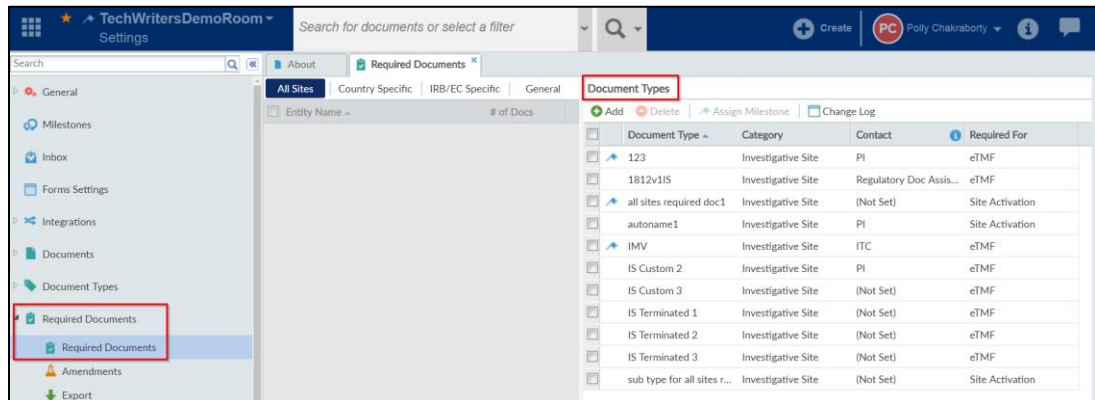 TechWritersDemoRoom
Settings
Search for documents or select a filter
Create
PC
Polly Chakraborty
Search
About
Required Documents
General
Milestones
Inbox
Forms Settings
Integrations
Documents
Document Types
Required Documents
Required Documents
Amendments
Export
All Sites Country Specific IRB/EC Specific General
Entity Name # of Docs
Document Types
Add Delete Assign Milestone Change Log
Document Type Category Contact Required For
123 Investigative Site PI eTMF
1812v1IS Investigative Site Regulatory Doc Assis... eTMF
all sites required doc1 Investigative Site (Not Set) Site Activation
autoname1 Investigative Site PI Site Activation
IMV Investigative Site ITC eTMF
IS Custom 2 Investigative Site PI eTMF
IS Custom 3 Investigative Site (Not Set) eTMF
IS Terminated 1 Investigative Site (Not Set) eTMF
IS Terminated 2 Investigative Site (Not Set) eTMF
IS Terminated 3 Investigative Site (Not Set) eTMF
sub type for all sites r... Investigative Site (Not Set) Site Activation